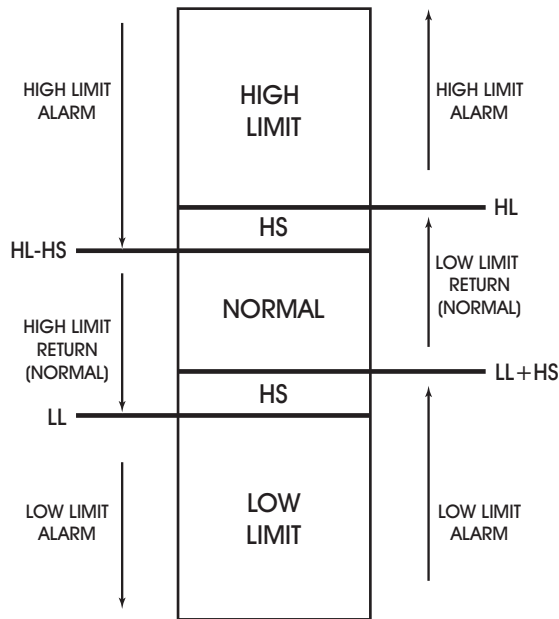 HIGH LIMIT
ALARM
HIGH
LIMIT
HIGH LIMIT
ALARM
HL
HS
HL-HS
LOW LIMIT
RETURN
(NORMAL)
NORMAL
HIGH LIMIT
RETURN
(NORMAL)
LL+HS
HS
LL
LOW LIMIT
ALARM
LOW
LIMIT
LOW LIMIT
ALARM